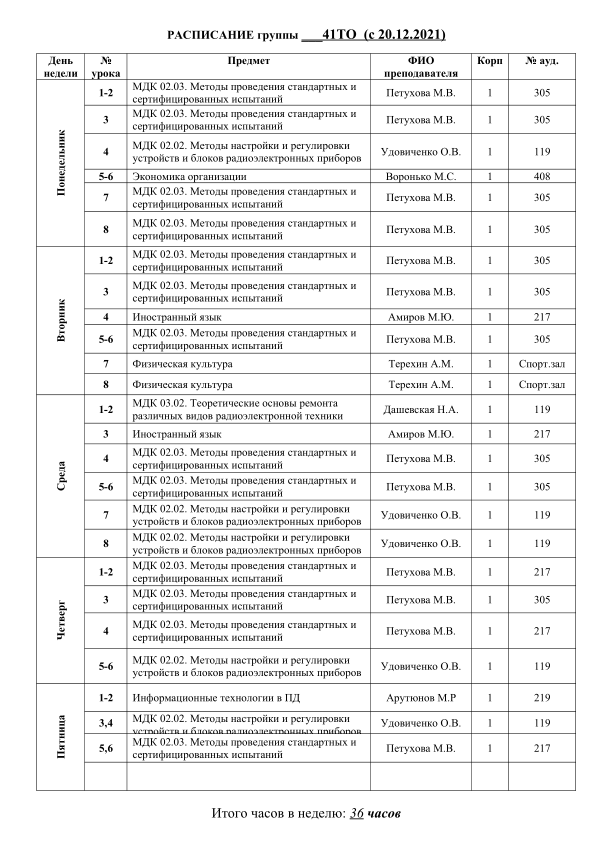 РАСПИСАНИЕ группы ___41ТО (с 20.12.2021)
День недели № урока Предмет ФИО преподавателя Корп № ауд.
Понедельник
1-2 МДК 02.03. Методы проведения стандартных и сертифицированных испытаний Петухова М.В. 1 305
3 МДК 02.03. Методы проведения стандартных и сертифицированных испытаний Петухова М.В. 1 305
4 МДК 02.02. Методы настройки и регулировки устройств и блоков радиоэлектронных приборов Удовиченко О.В. 1 119
5-6 Экономика организации Воронько М.С. 1 408
7 МДК 02.03. Методы проведения стандартных и сертифицированных испытаний Петухова М.В. 1 305
8 МДК 02.03. Методы проведения стандартных и сертифицированных испытаний Петухова М.В. 1 305
Вторник
1-2 МДК 02.03. Методы проведения стандартных и сертифицированных испытаний Петухова М.В. 1 305
3 МДК 02.03. Методы проведения стандартных и сертифицированных испытаний Петухова М.В. 1 305
4 Иностранный язык Амиров М.Ю. 1 217
5-6 МДК 02.03. Методы проведения стандартных и сертифицированных испытаний Петухова М.В. 1 305
7 Физическая культура Терехин А.М. 1 Спорт.зал
8 Физическая культура Терехин А.М. 1 Спорт.зал
Среда
1-2 МДК 03.02. Теоретические основы ремонта различных видов радиоэлектронной техники Дашевская Н.А. 1 119
3 Иностранный язык Амиров М.Ю. 1 217
4 МДК 02.03. Методы проведения стандартных и сертифицированных испытаний Петухова М.В. 1 305
5-6 МДК 02.03. Методы проведения стандартных и сертифицированных испытаний Петухова М.В. 1 305
7 МДК 02.02. Методы настройки и регулировки устройств и блоков радиоэлектронных приборов Удовиченко О.В. 1 119
8 МДК 02.02. Методы настройки и регулировки устройств и блоков радиоэлектронных приборов Удовиченко О.В. 1 119
Четверг
1-2 МДК 02.03. Методы проведения стандартных и сертифицированных испытаний Петухова М.В. 1 217
3 МДК 02.03. Методы проведения стандартных и сертифицированных испытаний Петухова М.В. 1 305
4 МДК 02.03. Методы проведения стандартных и сертифицированных испытаний Петухова М.В. 1 217
5-6 МДК 02.02. Методы настройки и регулировки устройств и блоков радиоэлектронных приборов Удовиченко О.В. 1 119
Пятница
1-2 Информационные технологии в ПД Арутюнов М.Р 1 219
3,4 МДК 02.02. Методы настройки и регулировки устройств и блоков радиоэлектронных приборов Удовиченко О.В. 1 119
5,6 МДК 02.03. Методы проведения стандартных и сертифицированных испытаний Петухова М.В. 1 217
Итого часов в неделю: 36 часов